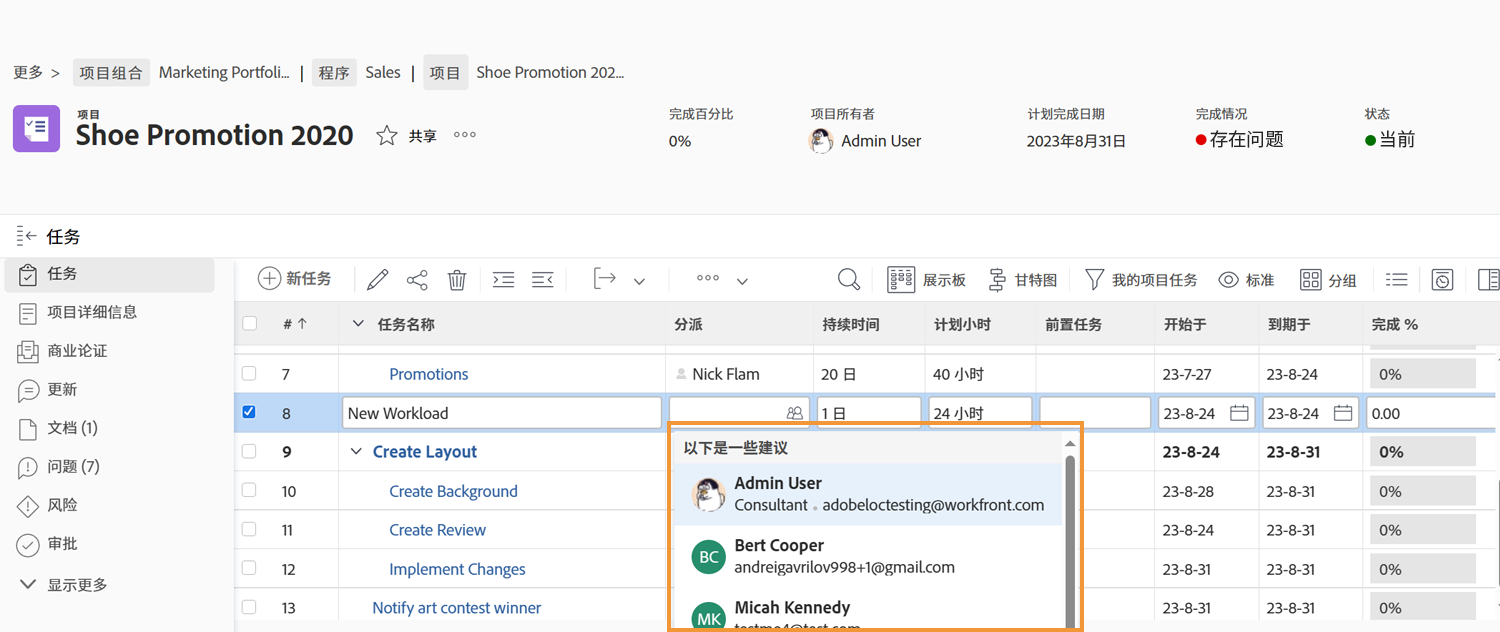 更多 > 项目组合 Marketing Portfoli... | 程序 Sales | 项目 Shoe Promotion 202...
项目
Shoe Promotion 2020 共享
完成百分比 项目所有者 计划完成日期 完成情况 状态
0% Admin User 2023年8月31日 存在问题 当前
任务
任务
项目详细信息
商业论证
更新
文档 (1)
问题 (7)
风险
审批
显示更多
新任务 展示板 甘特图 我的项目任务 标准 分组
# ↑ 任务名称 分派 持续时间 计划小时 前置任务 开始于 到期于 完成 %
7 Promotions Nick Flam 20 日 40 小时 23-7-27 23-8-24 0%
8 New Workload 1 日 24 小时 23-8-24 23-8-24 0.00
9 Create Layout 23-8-24 23-8-31 0%
10 Create Background 23-8-28 23-8-31 0%
11 Create Review 23-8-24 23-8-31 0%
12 Implement Changes 23-8-31 23-8-31 0%
13 Notify art contest winner 23-8-31 23-8-31 0%
以下是一些建议
Admin User
Consultant • adobeloctesting@workfront.com
BC Bert Cooper
andreigavrilov998+1@gmail.com
MK Micah Kennedy